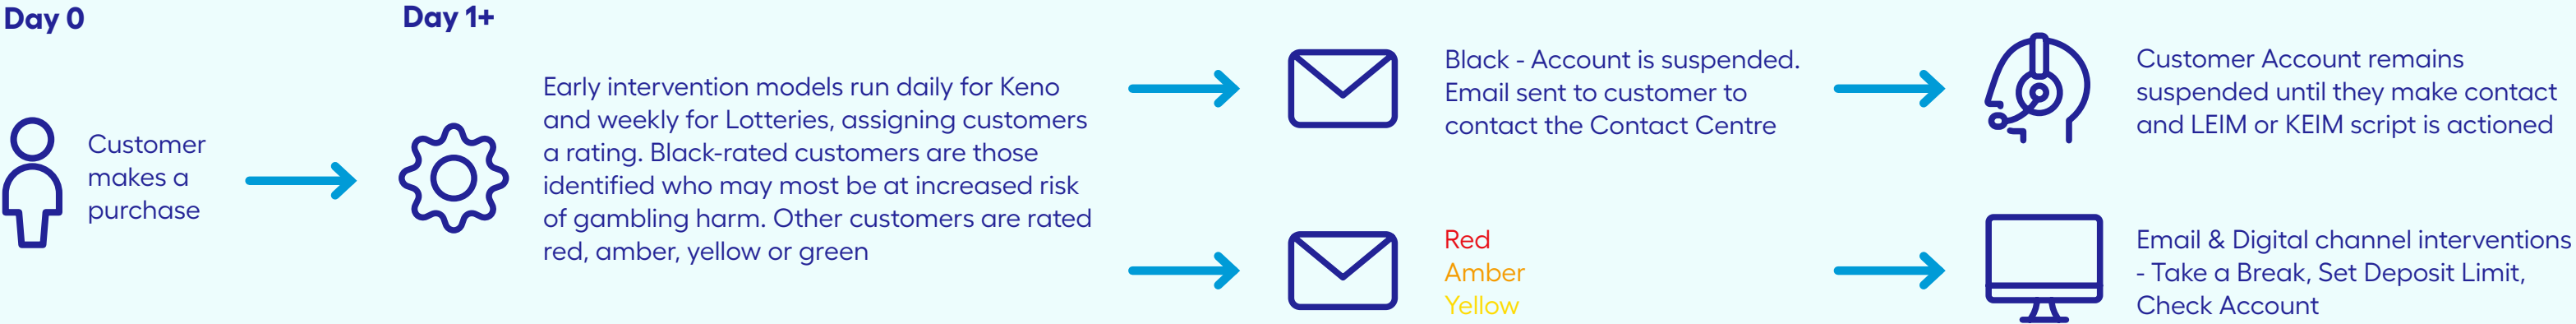 Day 0
Customer
makes a
purchase
Day 1+
Early intervention models run daily for Keno
and weekly for Lotteries, assigning customers
a rating. Black-rated customers are those
identified who may most be at increased risk
of gambling harm. Other customers are rated
red, amber, yellow or green
Black - Account is suspended.
Email sent to customer to
contact the Contact Centre
Customer Account remains
suspended until they make contact
and LEIM or KEIM script is actioned
Red
Amber
Yellow
Email & Digital channel interventions
- Take a Break, Set Deposit Limit,
Check Account